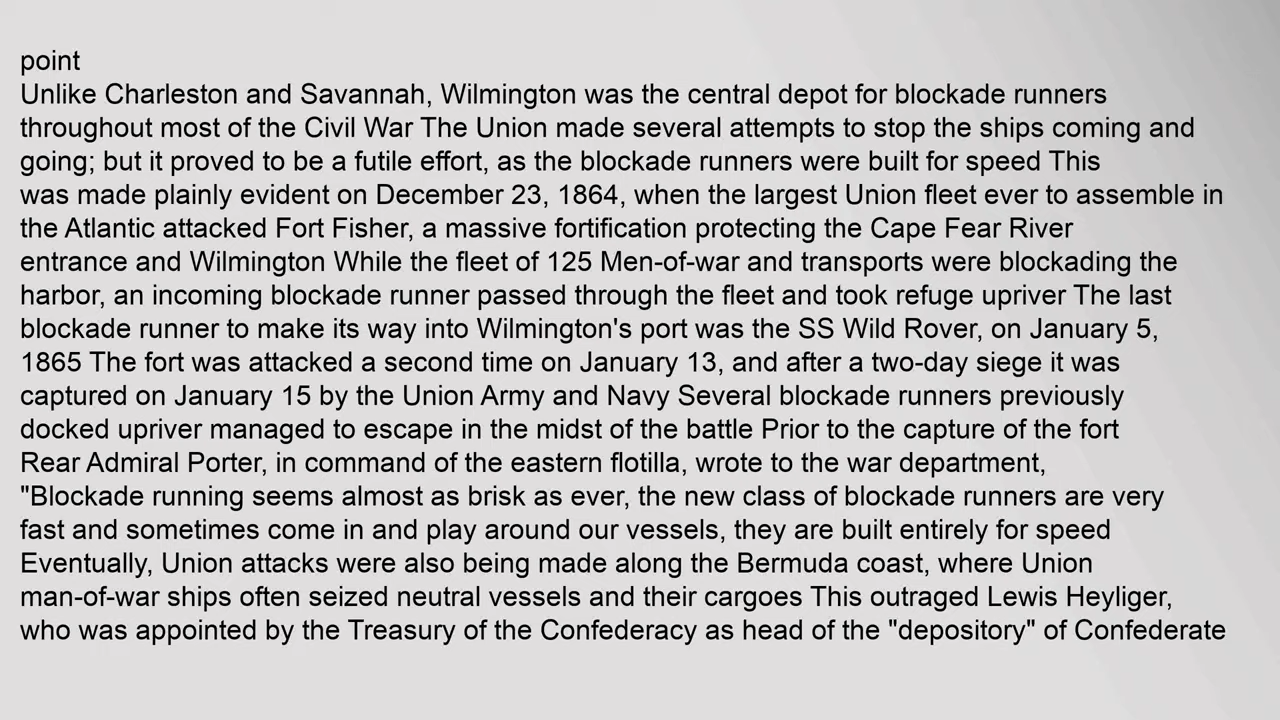 point
Unlike Charleston and Savannah, Wilmington was the central depot for blockade runners
throughout most of the Civil War The Union made several attempts to stop the ships coming and
going; but it proved to be a futile effort, as the blockade runners were built for speed This
was made plainly evident on December 23, 1864, when the largest Union fleet ever to assemble in
the Atlantic attacked Fort Fisher, a massive fortification protecting the Cape Fear River
entrance and Wilmington While the fleet of 125 Men-of-war and transports were blockading the
harbor, an incoming blockade runner passed through the fleet and took refuge upriver The last
blockade runner to make its way into Wilmington's port was the SS Wild Rover, on January 5,
1865 The fort was attacked a second time on January 13, and after a two-day siege it was
captured on January 15 by the Union Army and Navy Several blockade runners previously
docked upriver managed to escape in the midst of the battle Prior to the capture of the fort
Rear Admiral Porter, in command of the eastern flotilla, wrote to the war department,
"Blockade running seems almost as brisk as ever, the new class of blockade runners are very
fast and sometimes come in and play around our vessels, they are built entirely for speed
Eventually, Union attacks were also being made along the Bermuda coast, where Union
man-of-war ships often seized neutral vessels and their cargoes This outraged Lewis Heyliger,
who was appointed by the Treasury of the Confederacy as head of the "depository" of Confederate